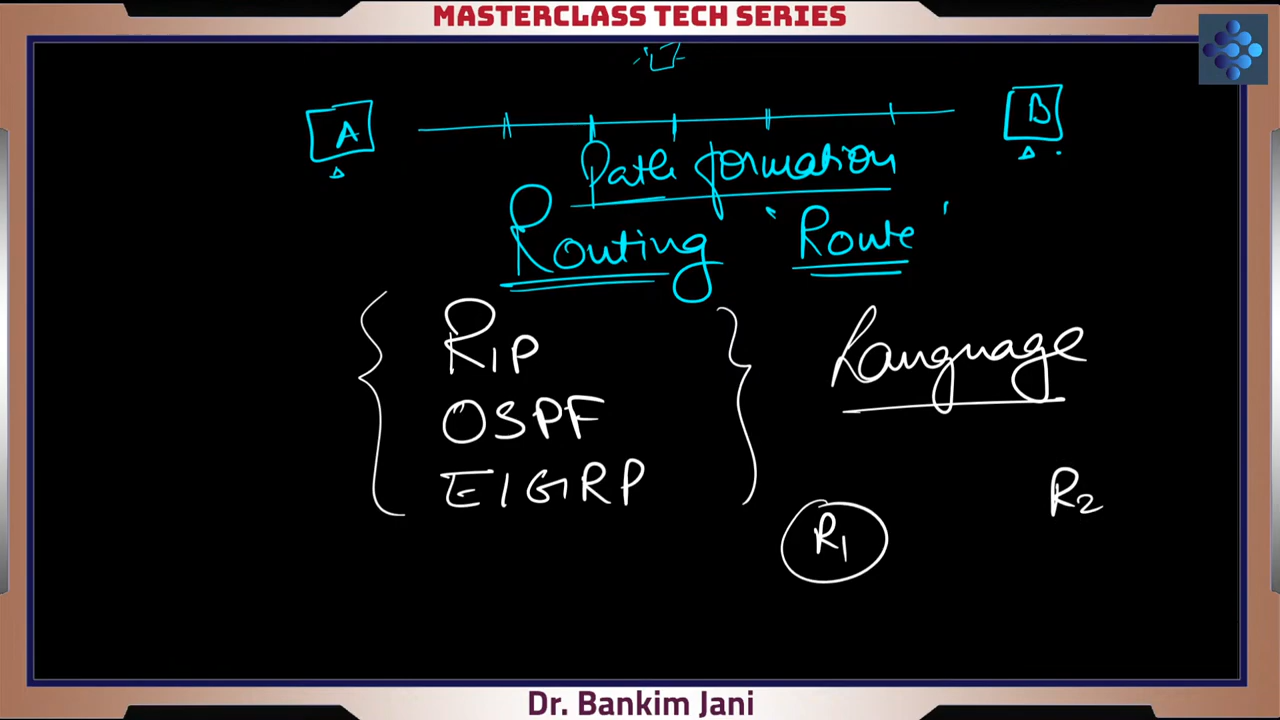 MASTERCLASS TECH SERIES
A
B
Path formation
Routing 'Route'
RIP
OSPF
EIGRP
Language
R1
R2
Dr. Bankim Jani